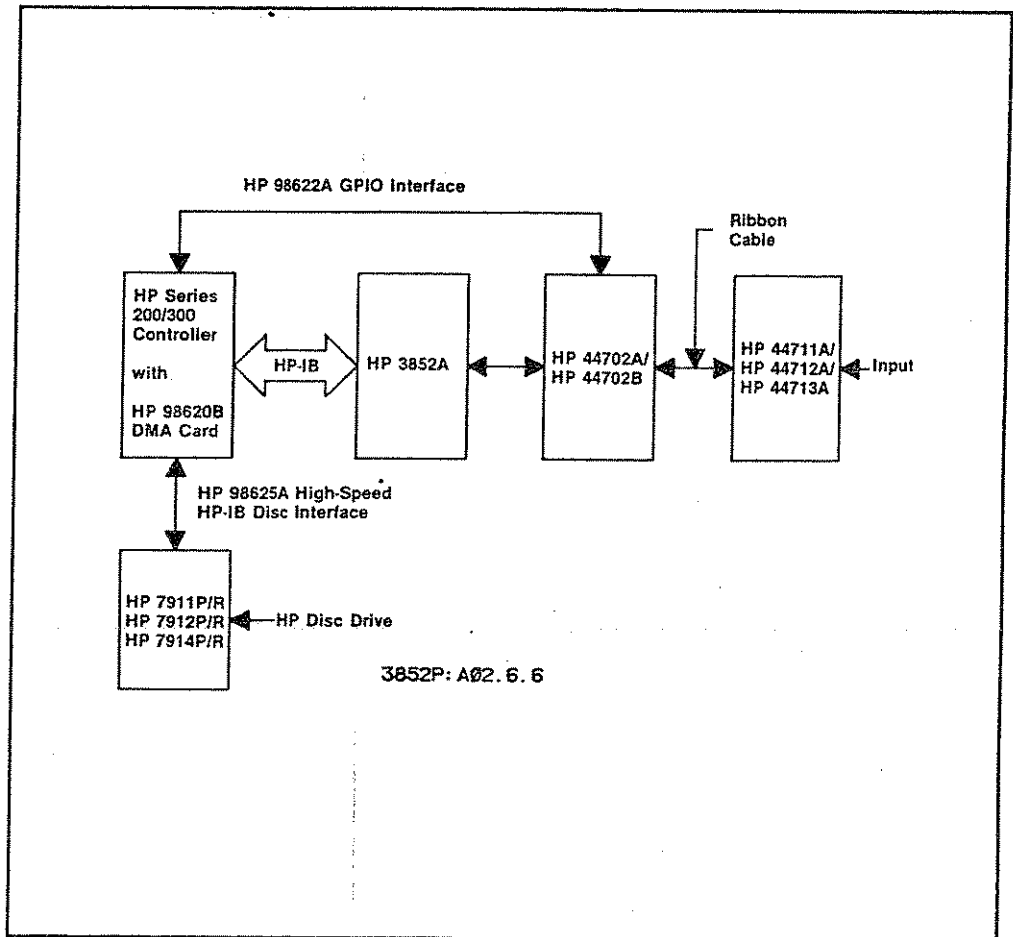 HP 98622A GPIO Interface
Ribbon
Cable
HP Series
200/300
Controller
with
HP 98620B
DMA Card
HP-IB
HP 3852A
HP 44702A/
HP 44702B
HP 44711A/
HP 44712A/
HP 44713A
Input
HP 98625A High-Speed
HP-IB Disc Interface
HP 7911P/R
HP 7912P/R
HP 7914P/R
HP Disc Drive
3852P: AØ2.6.6